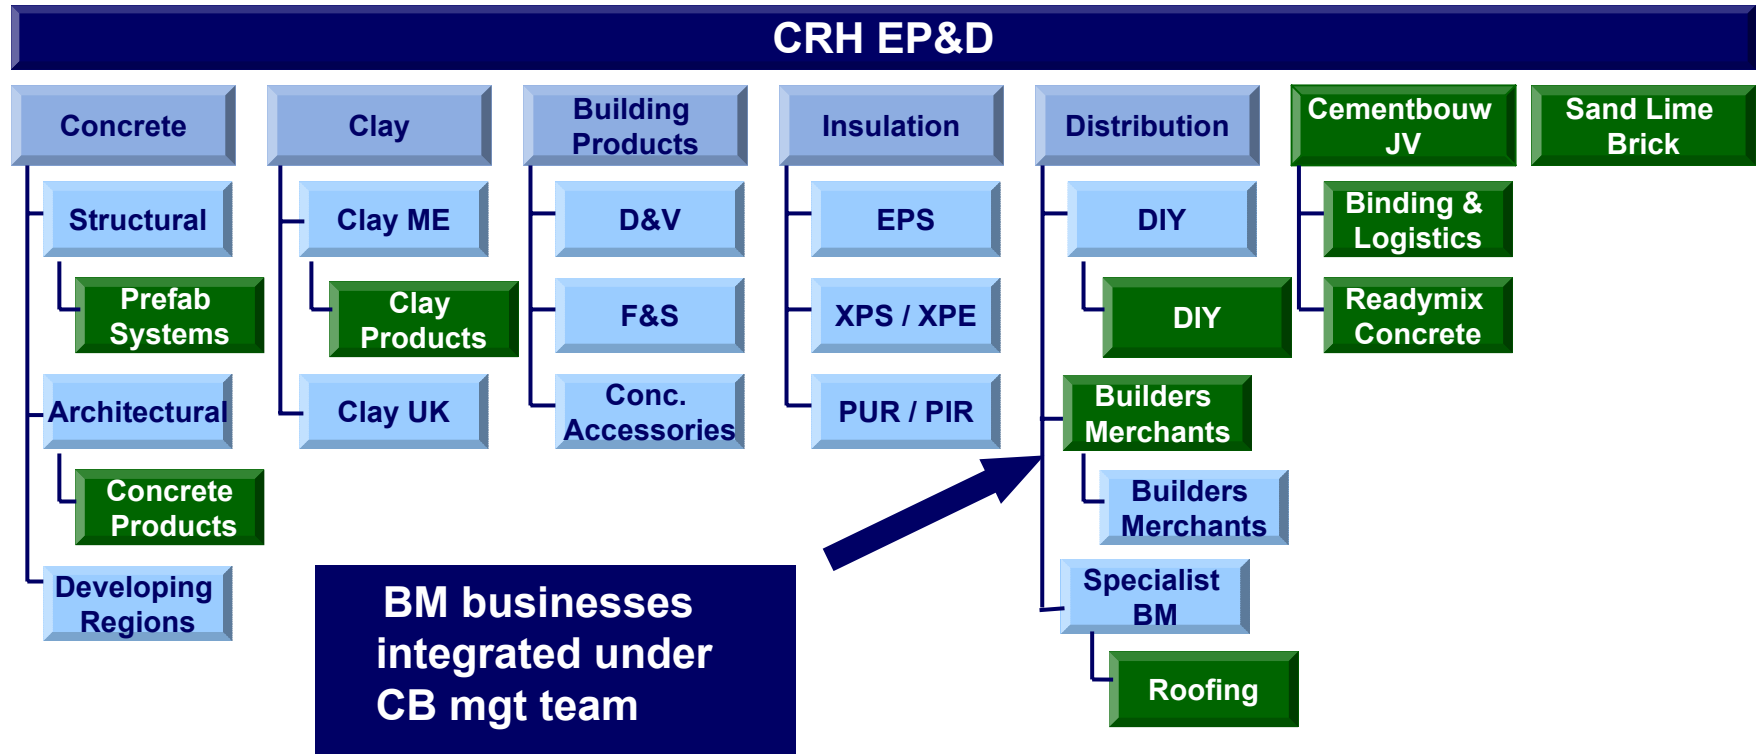 CRH EP&D
Concrete
Structural
Prefab
Systems
Architectural
Concrete
Products
Developing
Regions
Clay
Clay ME
Clay
Products
Clay UK
Building
Products
D&V
F&S
Conc.
Accessories
Insulation
EPS
XPS / XPE
PUR / PIR
Distribution
DIY
DIY
Builders
Merchants
Builders
Merchants
Specialist
BM
Roofing
Cementbouw
JV
Binding &
Logistics
Readymix
Concrete
Sand Lime
Brick
BM businesses
integrated under
CB mgt team